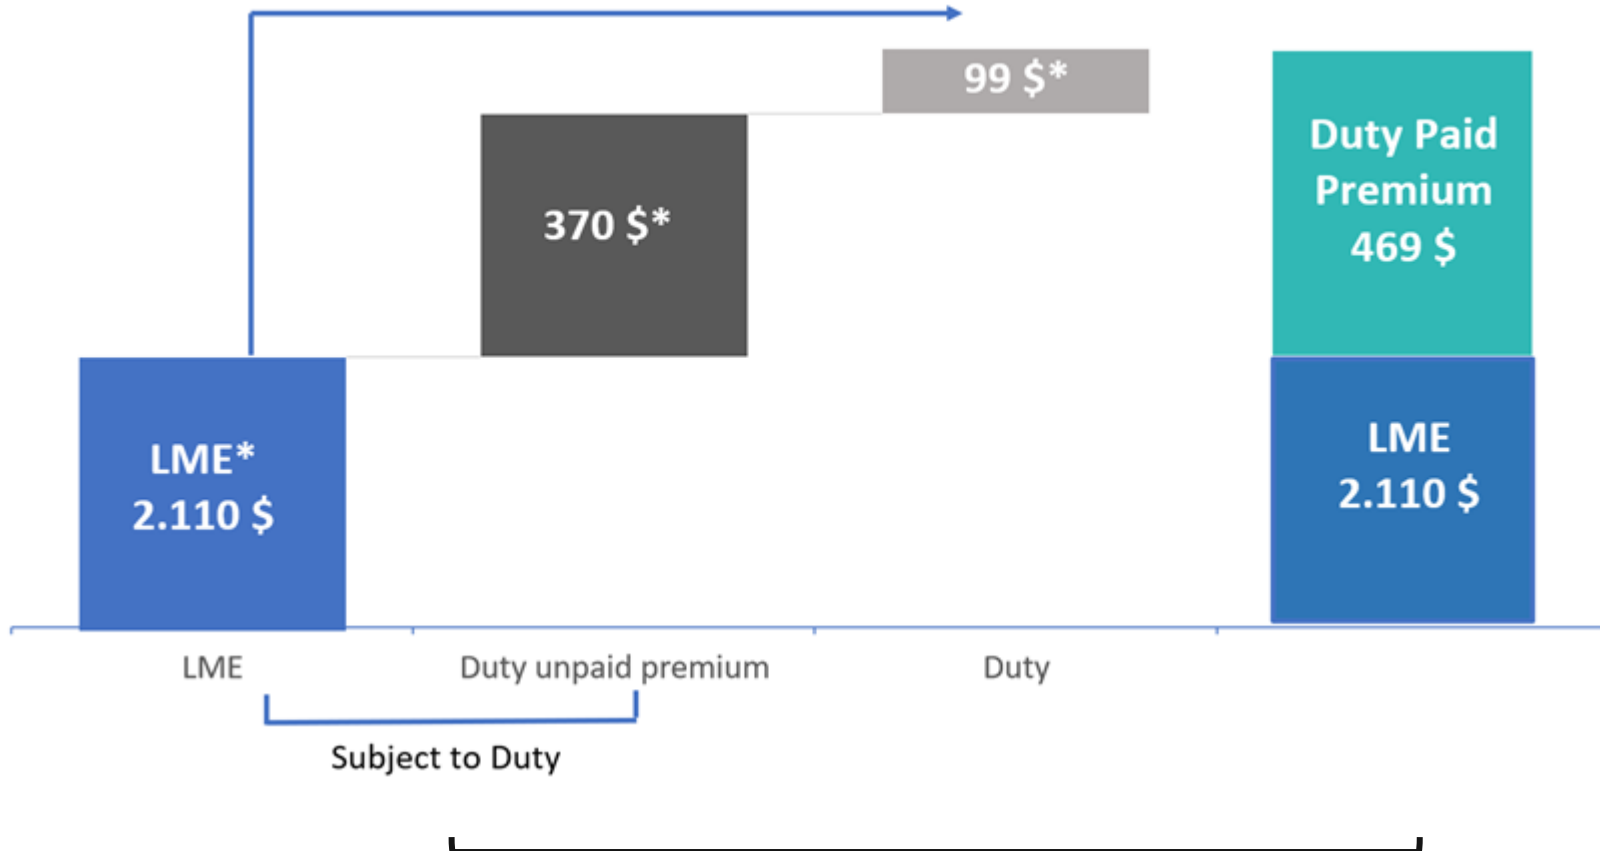 99 $*
370 $*
Duty Paid
Premium
469 $
LME*
2.110 $
LME
2.110 $
LME
Duty unpaid premium
Duty
Subject to Duty